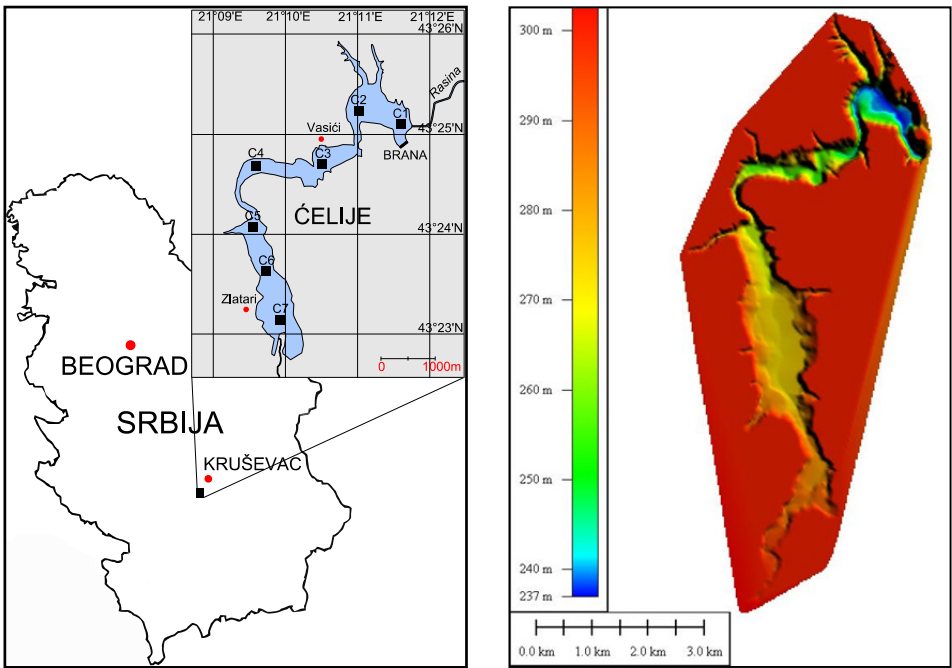 21°09'E 21°10'E 21°11'E 21°12'E
43°26'N
Rasina
C2
C1
43°25'N
Vasići
BRANA
C4
C3
ĆELIJE
C5
43°24'N
C6
Zlatari
C7
43°23'N
0 1000m
BEOGRAD
SRBIJA
KRUŠEVAC
300 m
290 m
280 m
270 m
260 m
250 m
240 m
237 m
0.0 km 1.0 km 2.0 km 3.0 km